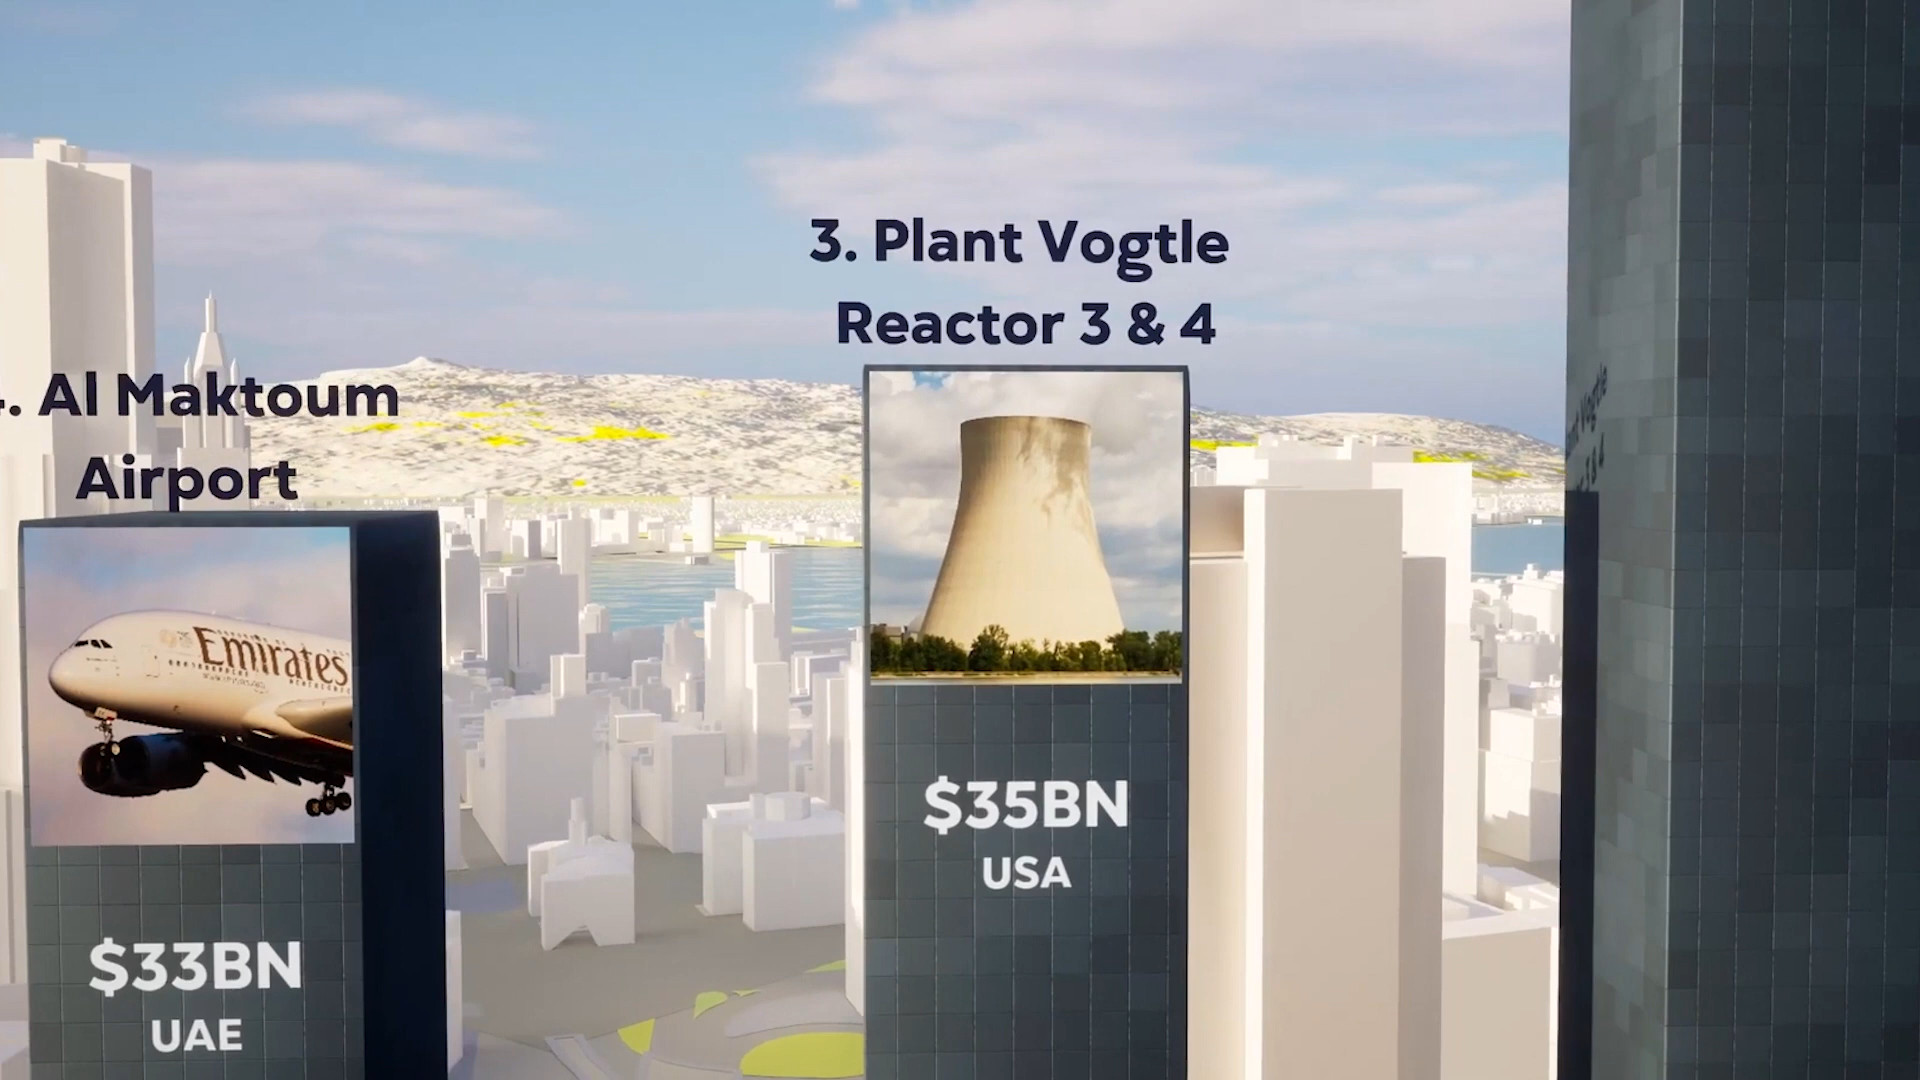 3. Plant Vogtle
Reactor 3 & 4
. Al Maktoum
Airport
Emirates
$35BN
USA
$33BN
UAE